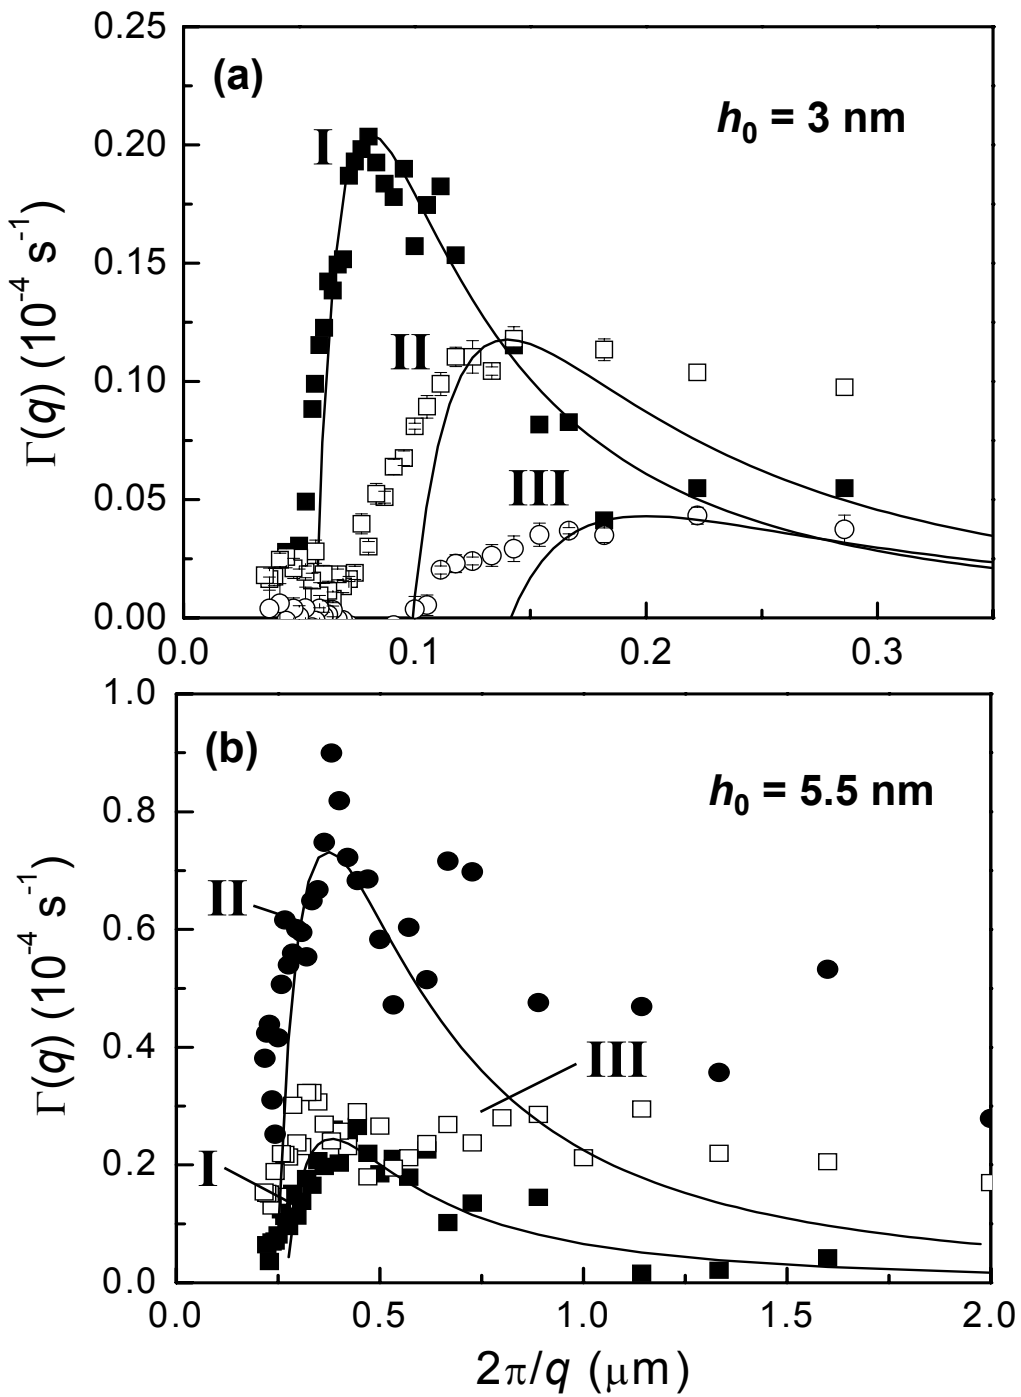 0.25
(a)
h₀ = 3 nm
0.20
I
0.15
II
0.10
III
0.05
0.00
Γ(q) (10⁻⁴ s⁻¹)
0.0 0.1 0.2 0.3
1.0
(b)
h₀ = 5.5 nm
0.8
II
0.6
III
0.4
0.2
I
0.0
Γ(q) (10⁻⁴ s⁻¹)
0.0 0.5 1.0 1.5 2.0
2π/q (μm)